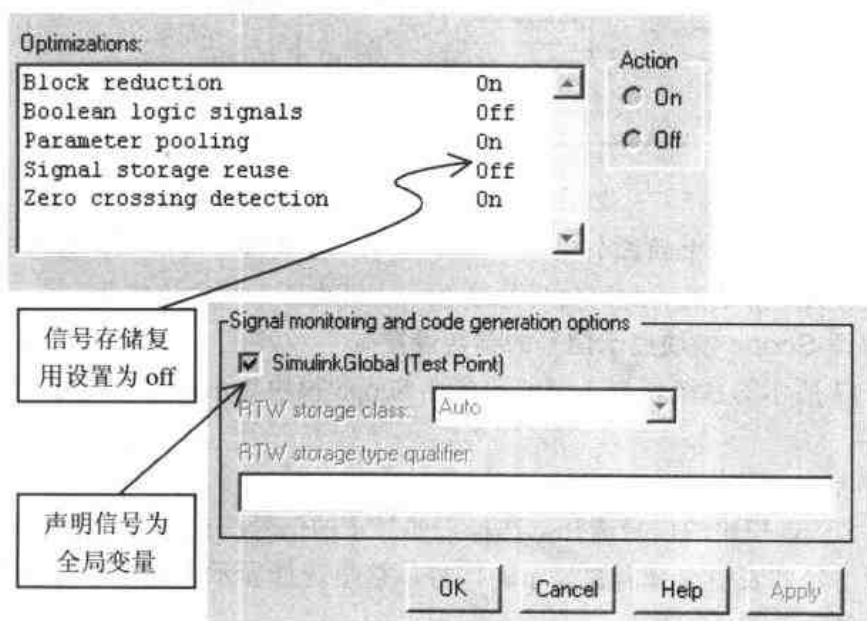 Optimizations:
Block reduction On
Boolean logic signals Off
Parameter pooling On
Signal storage reuse Off
Zero crossing detection On
Action
On
Off
信号存储复
用设置为 off
Signal monitoring and code generation options
SimulinkGlobal (Test Point)
RTW storage class: Auto
RTW storage type qualifier
声明信号为
全局变量
OK Cancel Help Apply